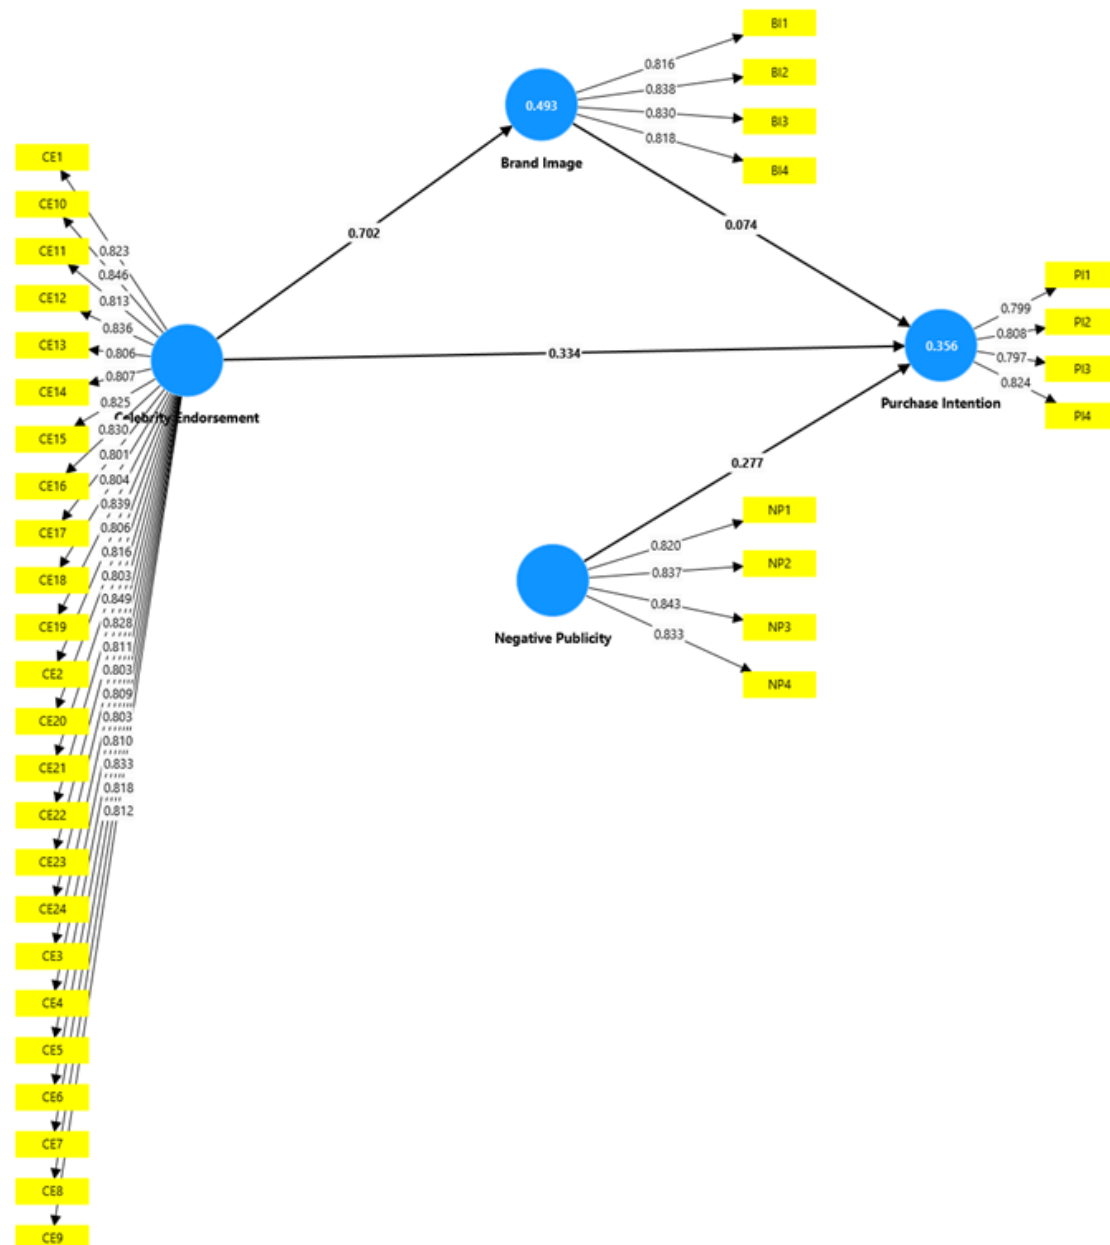 BI1
0.816
BI2
0.838
0.493
0.830
BI3
0.818
BI4
Brand Image
CE1
CE10
CE11
CE12
CE13
CE14
CE15
CE16
CE17
CE18
CE19
CE2
CE20
CE21
CE22
CE23
CE24
CE3
CE4
CE5
CE6
CE7
CE8
CE9
0.823
0.846
0.813
0.836
0.806
0.807
0.825
0.830
0.801
0.804
0.839
0.806
0.816
0.803
0.849
0.828
0.811
0.803
0.809
0.803
0.810
0.833
0.818
0.812
Celebrity Endorsement
0.702
0.074
0.334
0.277
PI1
0.799
PI2
0.808
0.356
0.797
PI3
0.824
PI4
Purchase Intention
NP1
0.820
NP2
0.837
0.843
NP3
0.833
NP4
Negative Publicity